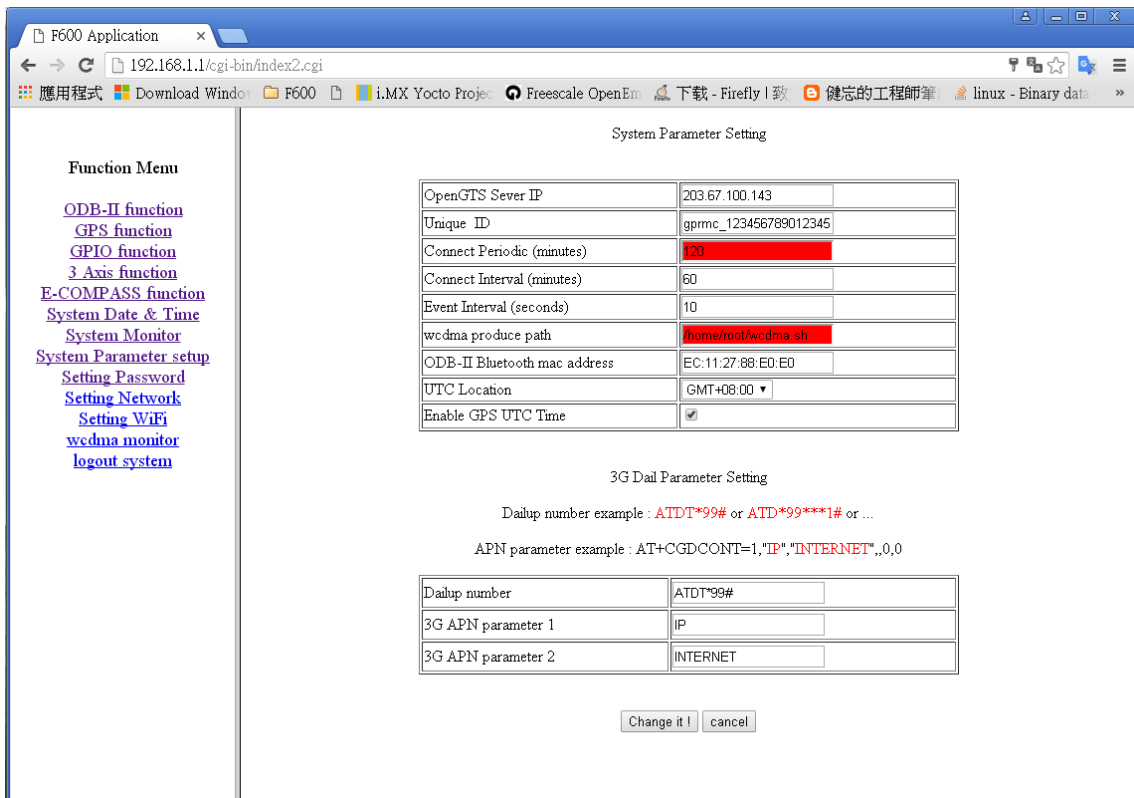 F600 Application
192.168.1.1/cgi-bin/index2.cgi
應用程式 Download Window F600 i.MX Yocto Projec Freescale OpenEm 下载 - Firefly | 致 健忘的工程師筆 linux - Binary data »
Function Menu
ODB-II function
GPS function
GPIO function
3 Axis function
E-COMPASS function
System Date & Time
System Monitor
System Parameter setup
Setting Password
Setting Network
Setting WiFi
wcdma monitor
logout system
System Parameter Setting
OpenGTS Sever IP 203.67.100.143
Unique ID gprmc_123456789012345
Connect Periodic (minutes) 120
Connect Interval (minutes) 60
Event Interval (seconds) 10
wcdma produce path /home/root/wcdma.sh
ODB-II Bluetooth mac address EC:11:27:88:E0:E0
UTC Location GMT+08:00
Enable GPS UTC Time
3G Dail Parameter Setting
Dailup number example : ATDT*99# or ATD*99***1# or ...
APN parameter example : AT+CGDCONT=1,"IP","INTERNET",,0,0
Dailup number ATDT*99#
3G APN parameter 1 IP
3G APN parameter 2 INTERNET
Change it ! cancel